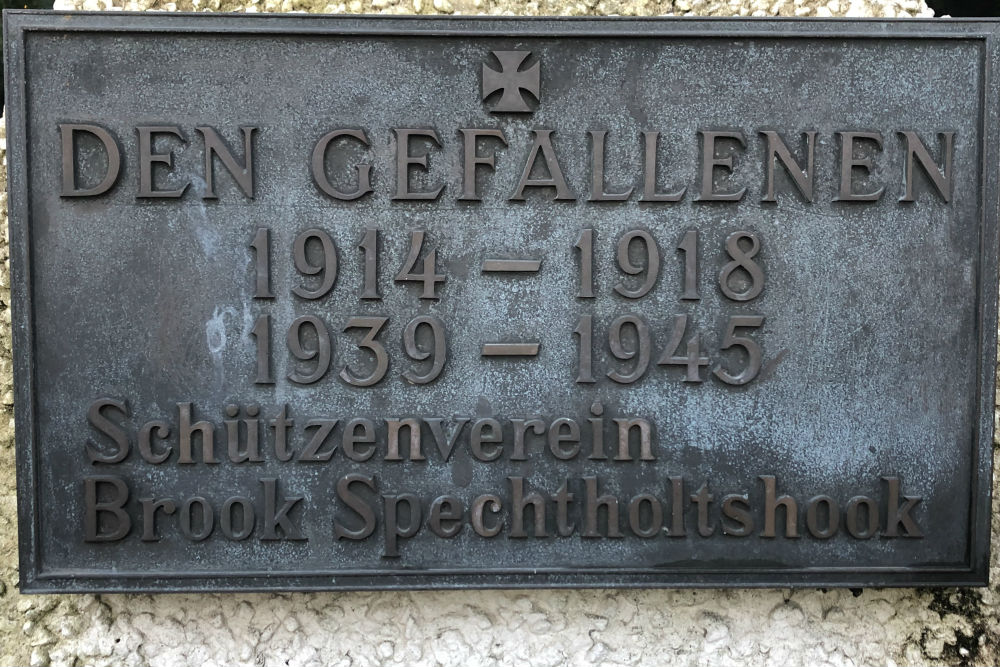 DEN GEFALLENEN
1914 – 1918
1939 – 1945
Schützenverein
Brook Spechtholtshook